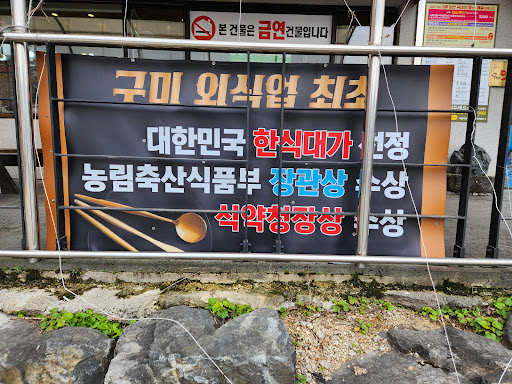 본 건물은 금연건물입니다
구미 외식업 최초
대한민국 한식대가 선정
농림축산식품부 장관상 수상
식약청장상 수상